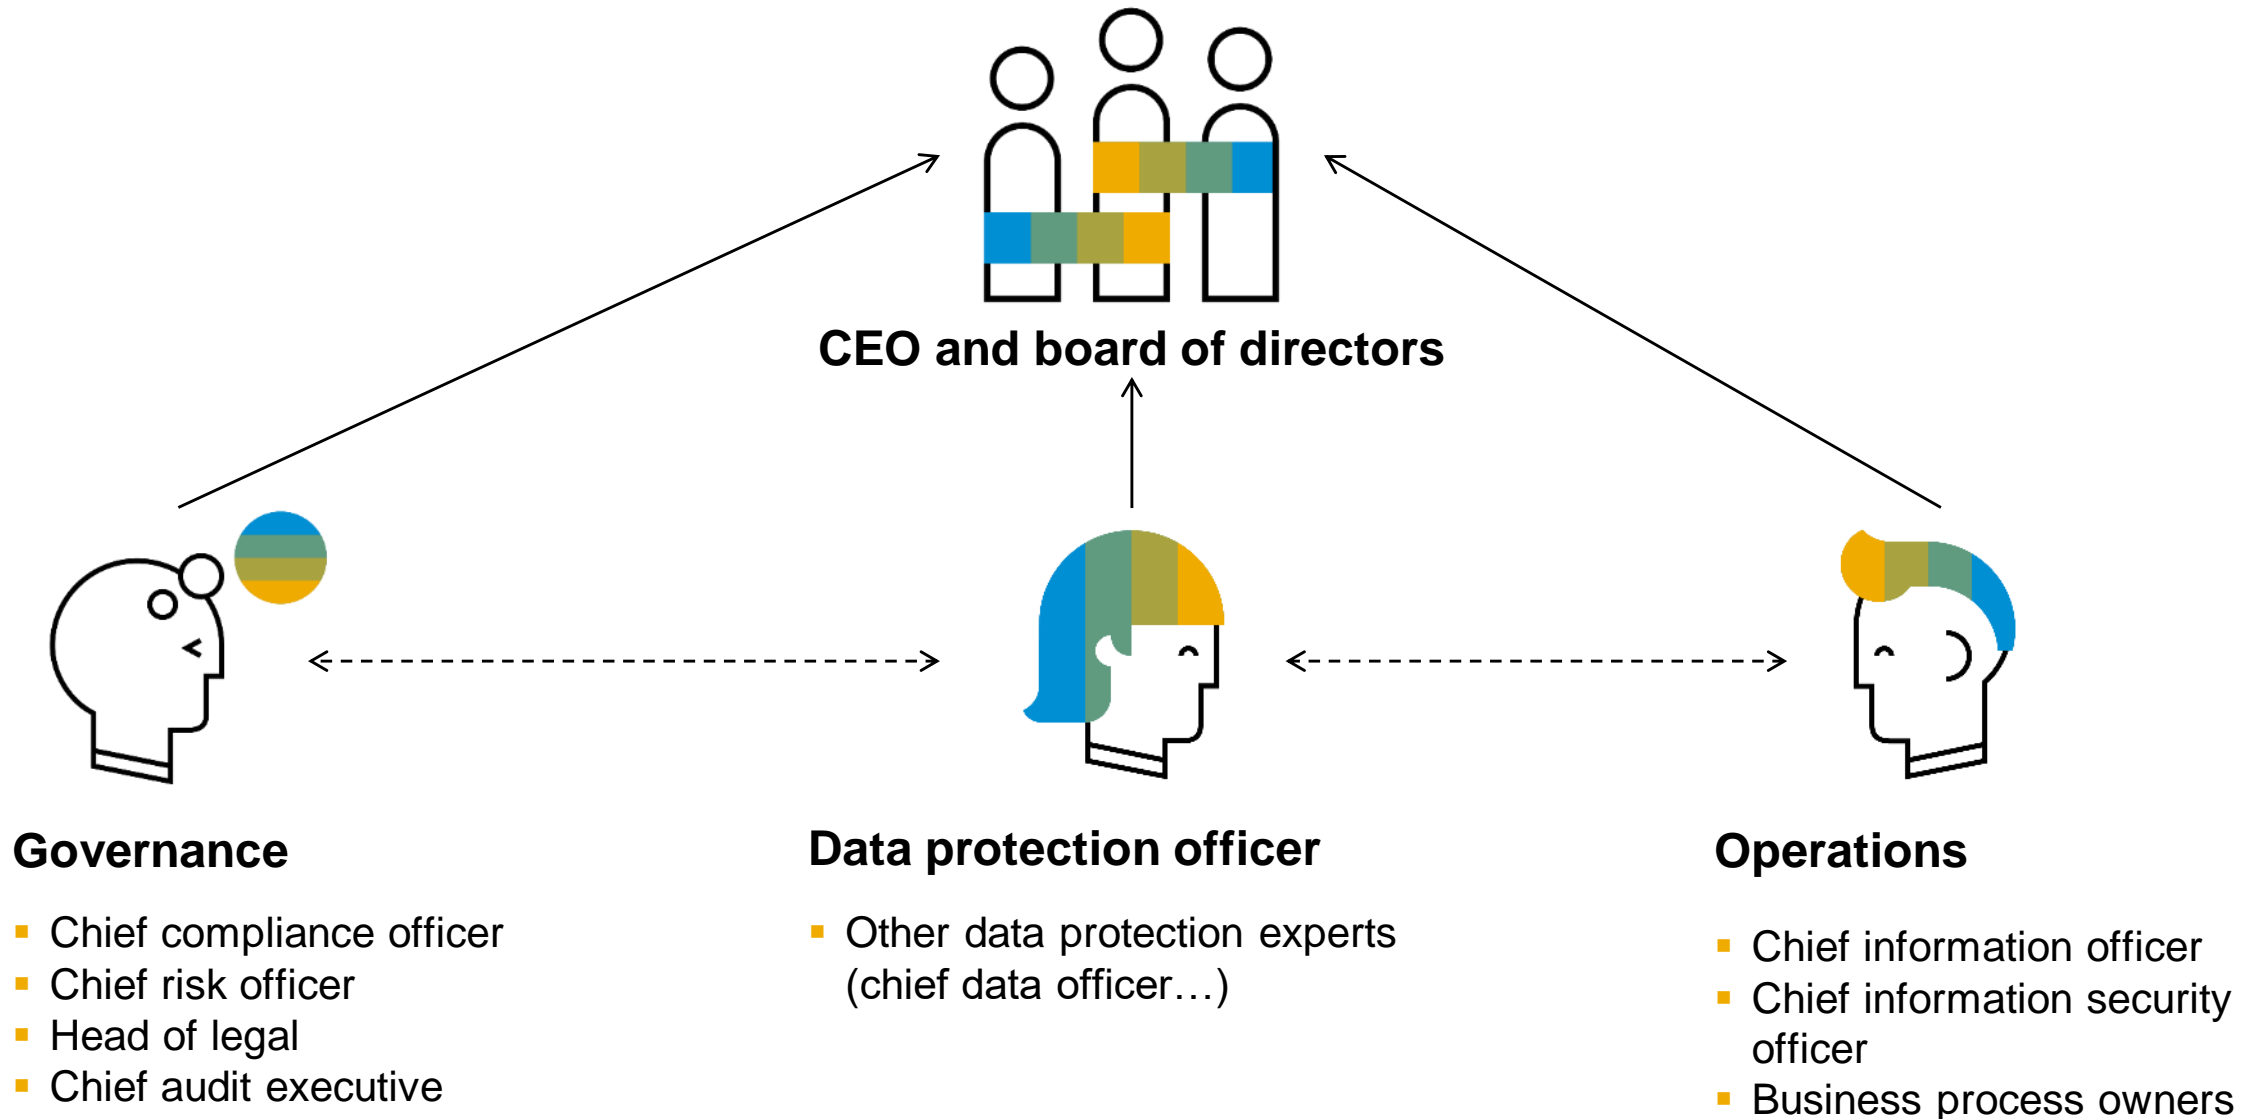 CEO and board of directors
Governance
Chief compliance officer
Chief risk officer
Head of legal
Chief audit executive
Data protection officer
Other data protection experts
(chief data officer…)
Operations
Chief information officer
Chief information security
officer
Business process owners